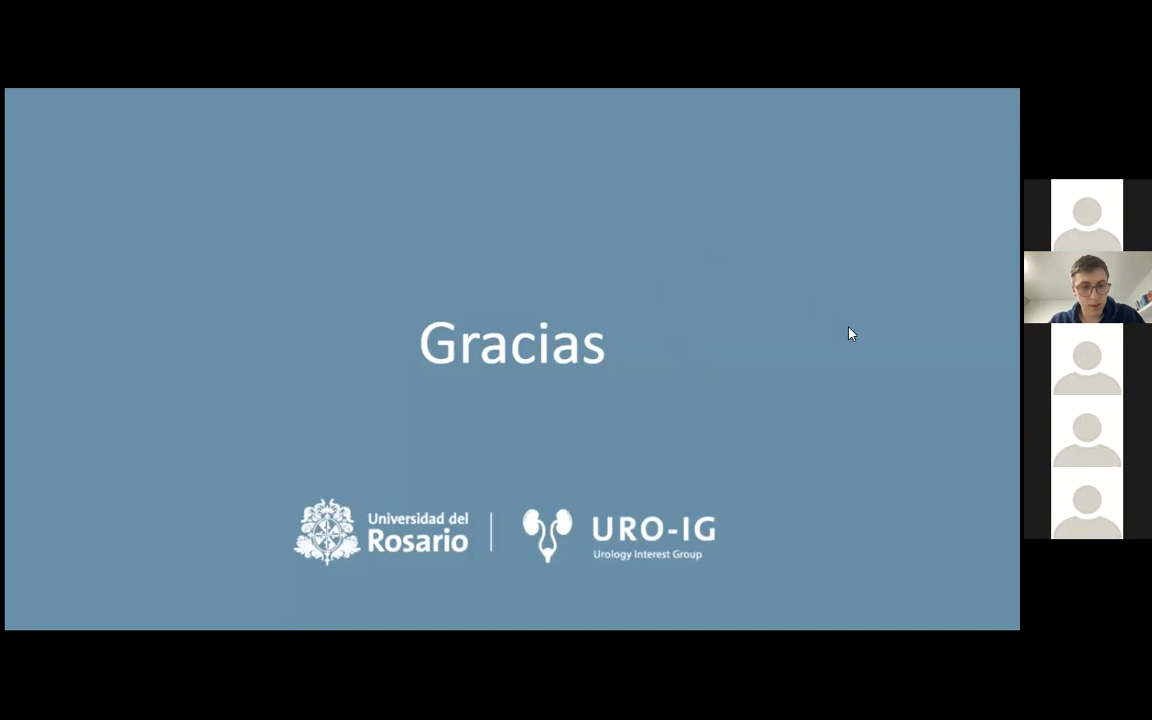 Gracias
Universidad del
Rosario
URO-IG
Urology Interest Group